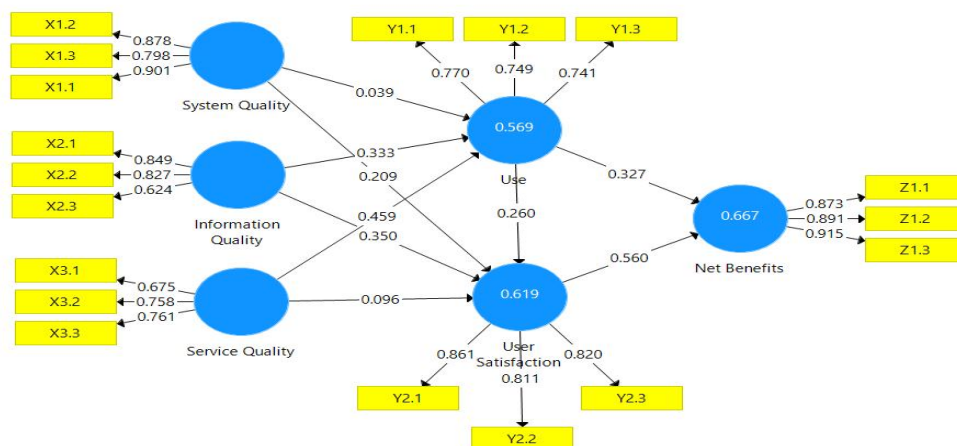 X1.2
X1.3
X1.1
0.878
0.798
0.901
System Quality
X2.1
X2.2
X2.3
0.849
0.827
0.624
Information
Quality
X3.1
X3.2
X3.3
0.675
0.758
0.761
Service Quality
0.039
0.333
0.209
0.459
0.350
0.096
Y1.1
Y1.2
Y1.3
0.770
0.749
0.741
0.569
Use
0.260
0.619
User
Satisfaction
0.861
0.811
0.820
Y2.1
Y2.2
Y2.3
0.327
0.560
0.667
Net Benefits
0.873
0.891
0.915
Z1.1
Z1.2
Z1.3